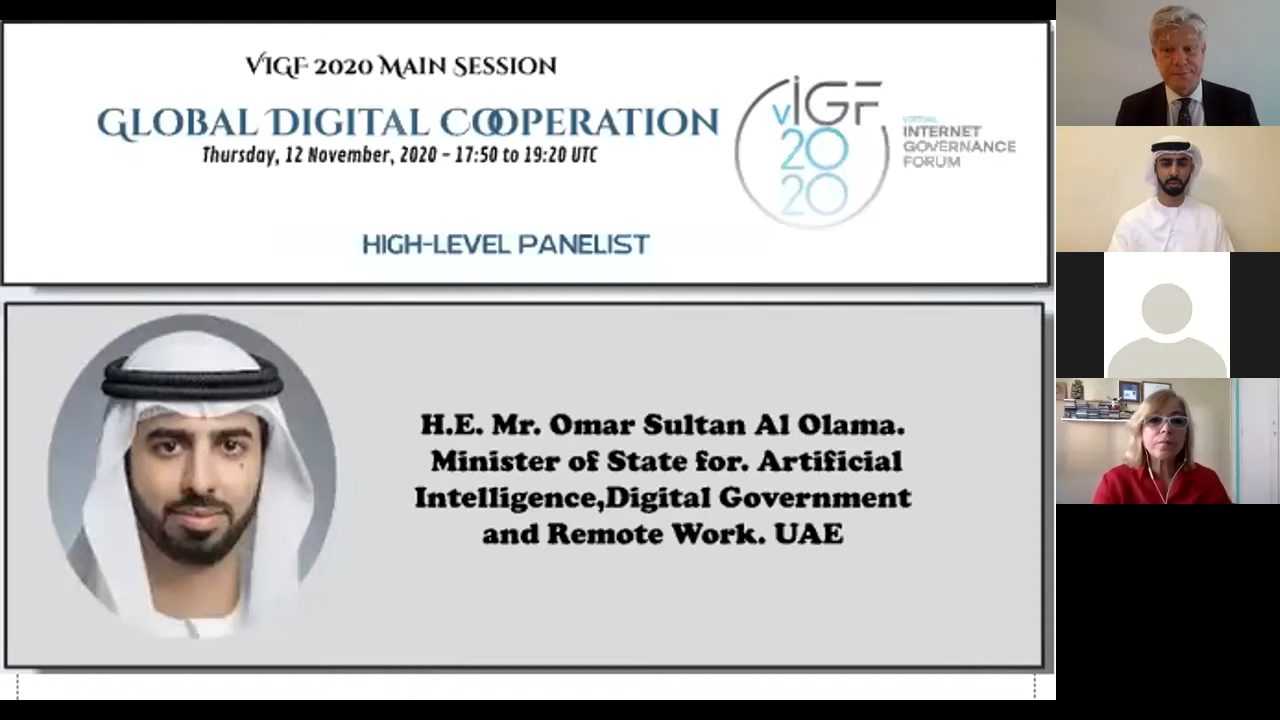 VIGF 2020 MAIN SESSION
GLOBAL DIGITAL COOPERATION
Thursday, 12 November, 2020 - 17:50 to 19:20 UTC
vIGF
20
20
VIRTUAL
INTERNET
GOVERNANCE
FORUM
HIGH-LEVEL PANELIST
H.E. Mr. Omar Sultan Al Olama.
Minister of State for. Artificial
Intelligence,Digital Government
and Remote Work. UAE